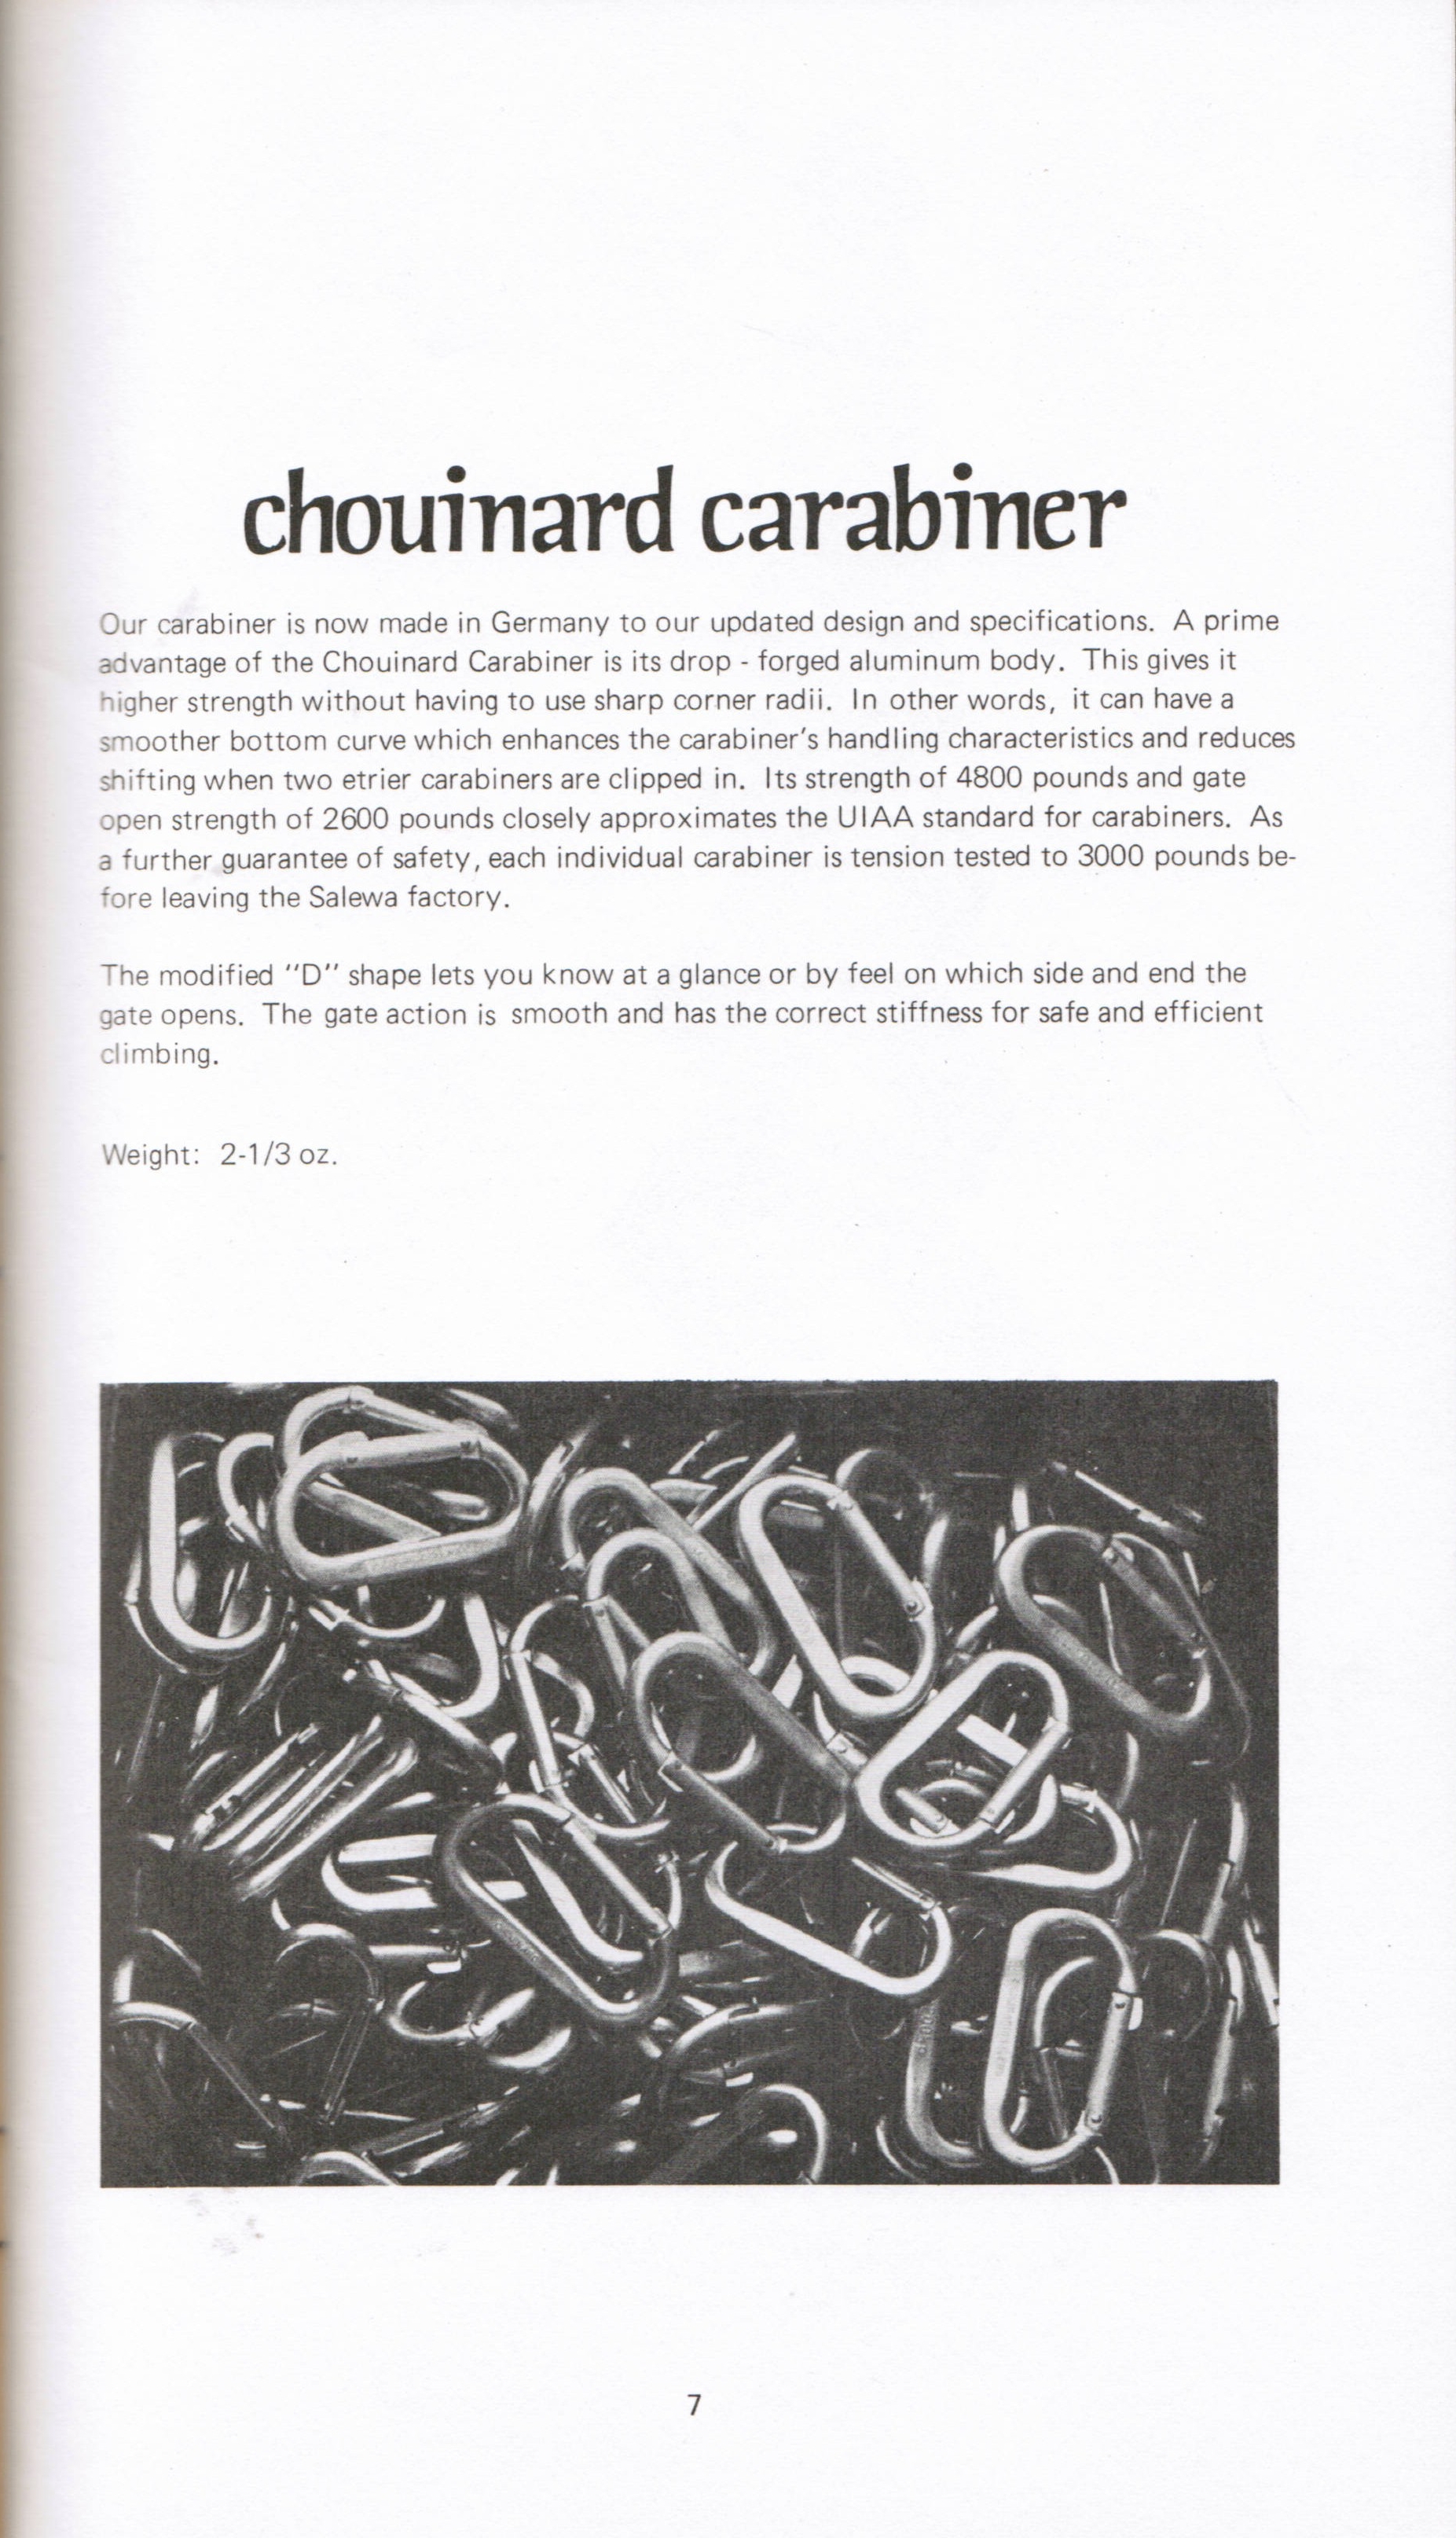 chouinard carabiner
Our carabiner is now made in Germany to our updated design and specifications. A prime
advantage of the Chouinard Carabiner is its drop - forged aluminum body. This gives it
higher strength without having to use sharp corner radii. In other words, it can have a
smoother bottom curve which enhances the carabiner's handling characteristics and reduces
shifting when two etrier carabiners are clipped in. Its strength of 4800 pounds and gate
open strength of 2600 pounds closely approximates the UIAA standard for carabiners. As
a further guarantee of safety, each individual carabiner is tension tested to 3000 pounds be-
fore leaving the Salewa factory.
The modified "D" shape lets you know at a glance or by feel on which side and end the
gate opens. The gate action is smooth and has the correct stiffness for safe and efficient
climbing.
Weight: 2-1/3 oz.
7